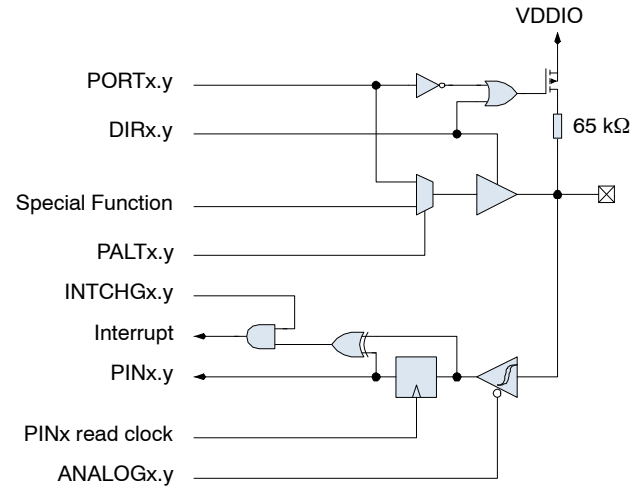 VDDIO
PORTx.y
DIRx.y
65 kΩ
Special Function
PALTx.y
INTCHGx.y
Interrupt
PINx.y
PINx read clock
ANALOGx.y